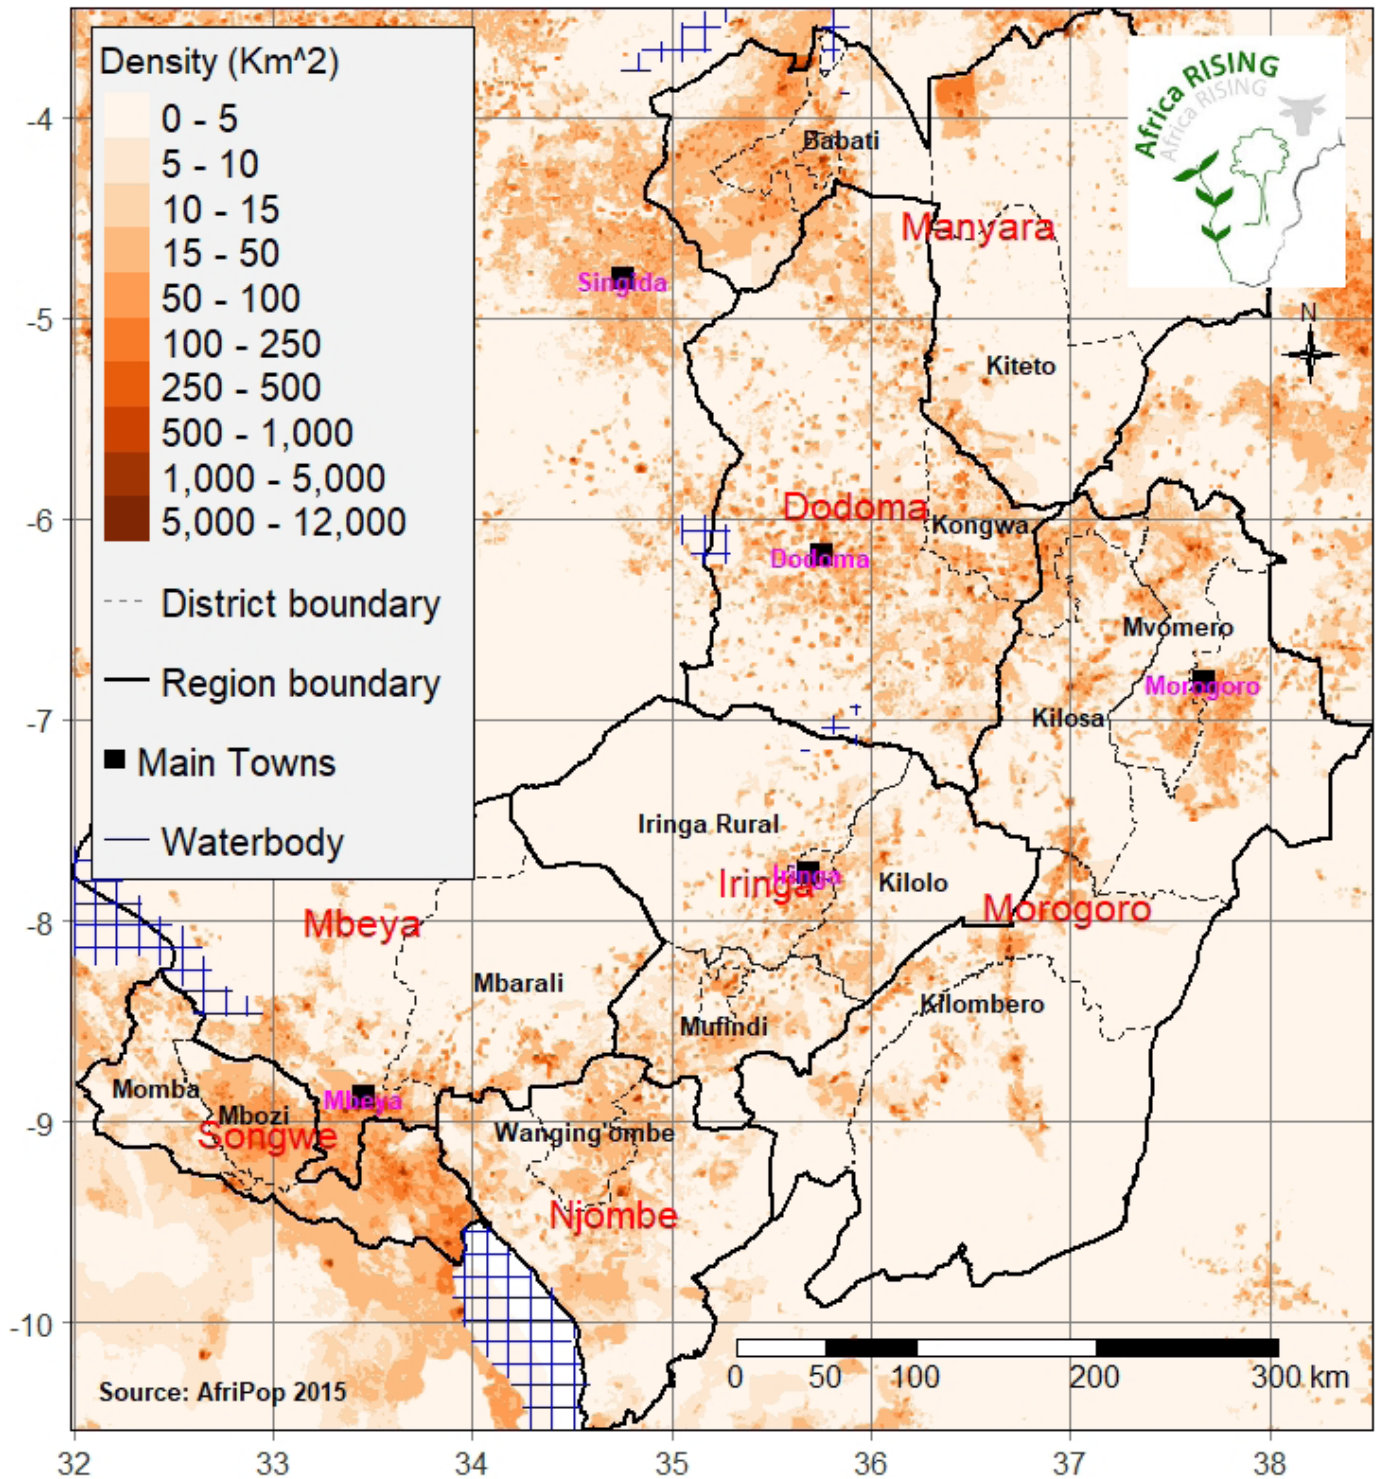 Density (Km^2)
0 - 5
5 - 10
10 - 15
15 - 50
50 - 100
100 - 250
250 - 500
500 - 1,000
1,000 - 5,000
5,000 - 12,000
District boundary
Region boundary
Main Towns
Waterbody
Africa RISING
Africa RISING
N
Babati
Manyara
Singida
Kiteto
Dodoma
Kongwa
Dodoma
Mvomero
Morogoro
Kilosa
Iringa Rural
Iringa
Iringa
Kilolo
Morogoro
Mbeya
Mbarali
Kilombero
Mufindi
Momba
Mbeya
Mbozi
Songwe
Wanging'ombe
Njombe
Source: AfriPop 2015
0 50 100 200 300 km
-4
-5
-6
-7
-8
-9
-10
32 33 34 35 36 37 38